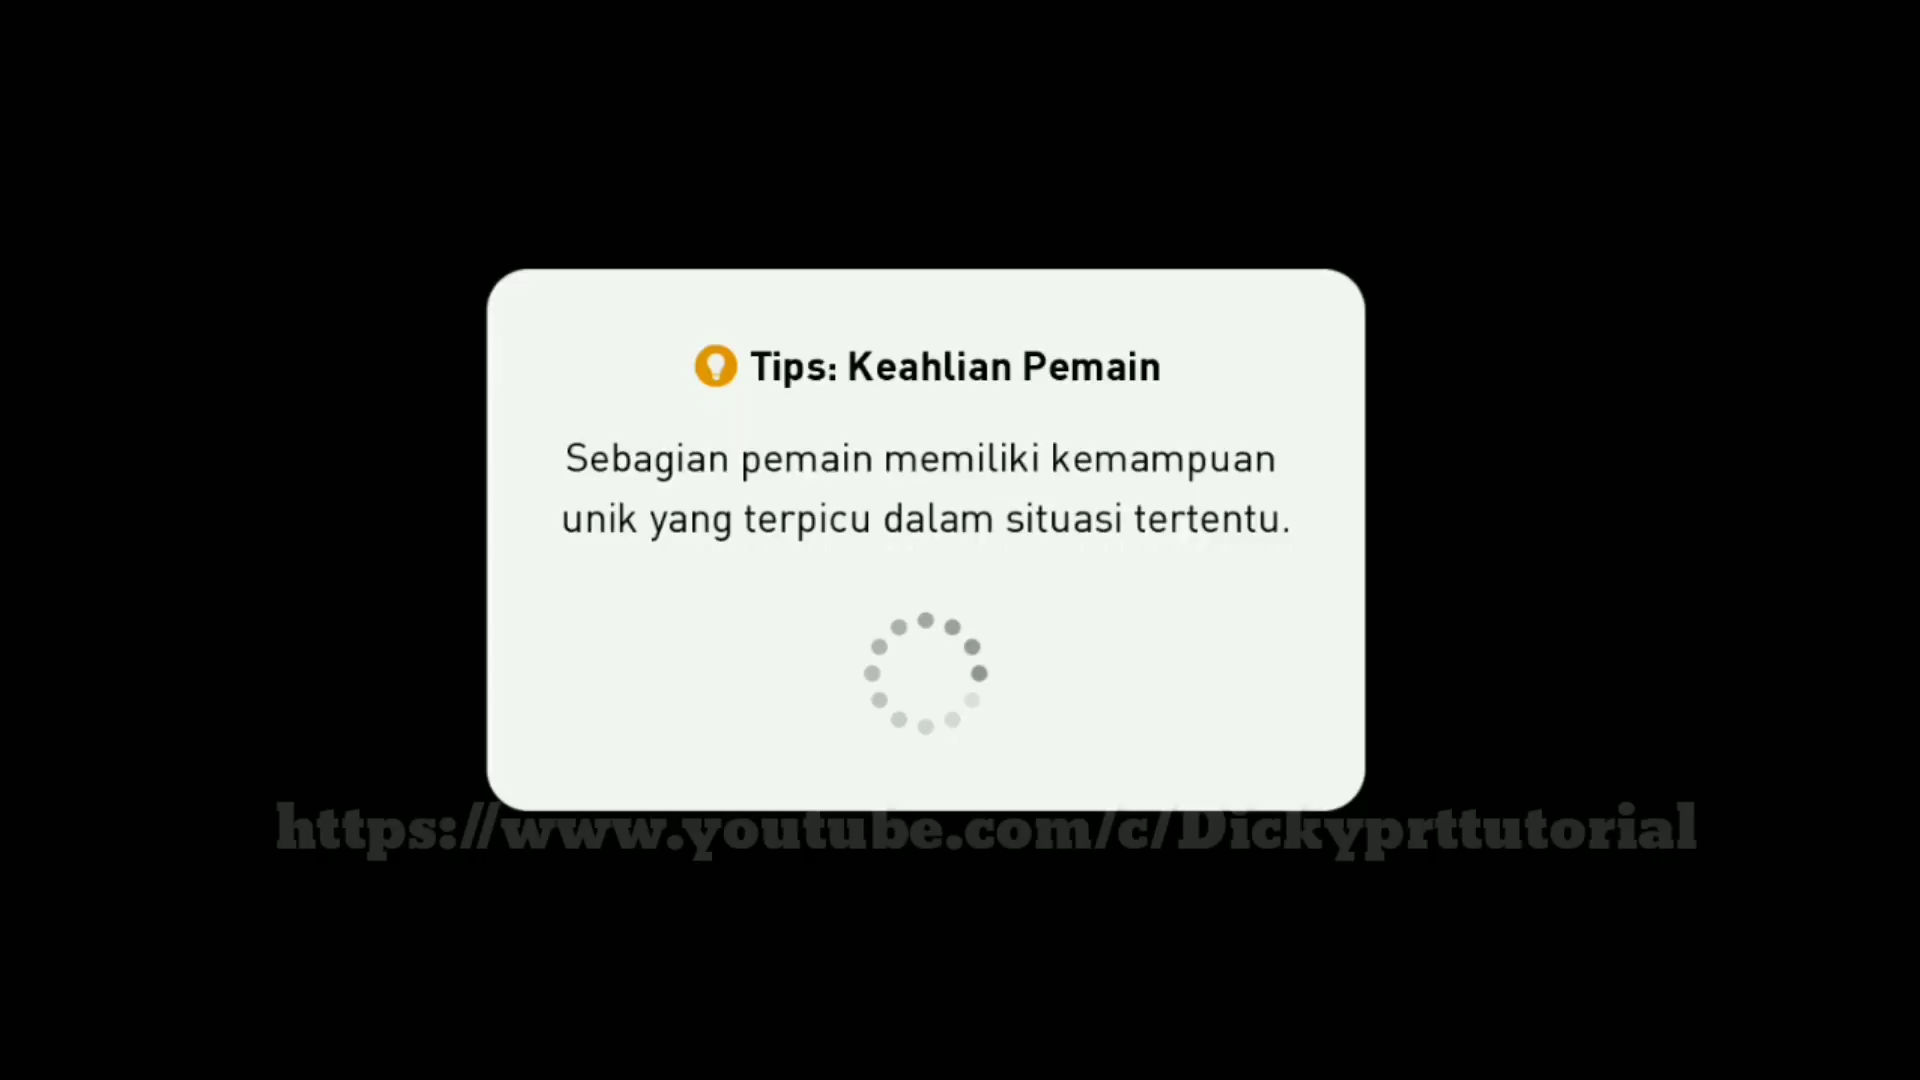 Tips: Keahlian Pemain
Sebagian pemain memiliki kemampuan
unik yang terpicu dalam situasi tertentu.
https://www.youtube.com/c/Dickyprttutorial